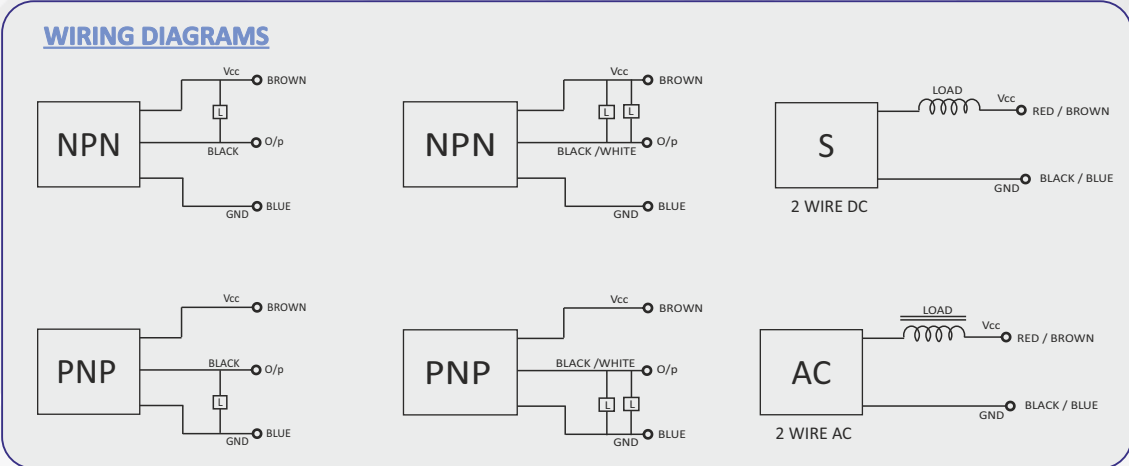 WIRING DIAGRAMS
Vcc
BROWN
L
NPN
O/p
BLACK
BLUE
GND
Vcc
BROWN
L
L
NPN
O/p
BLACK /WHITE
BLUE
GND
LOAD
Vcc
RED / BROWN
S
BLACK / BLUE
GND
2 WIRE DC
Vcc
BROWN
BLACK
O/p
PNP
L
BLUE
GND
Vcc
BROWN
BLACK /WHITE
O/p
PNP
L
L
BLUE
GND
LOAD
Vcc
RED / BROWN
AC
BLACK / BLUE
GND
2 WIRE AC